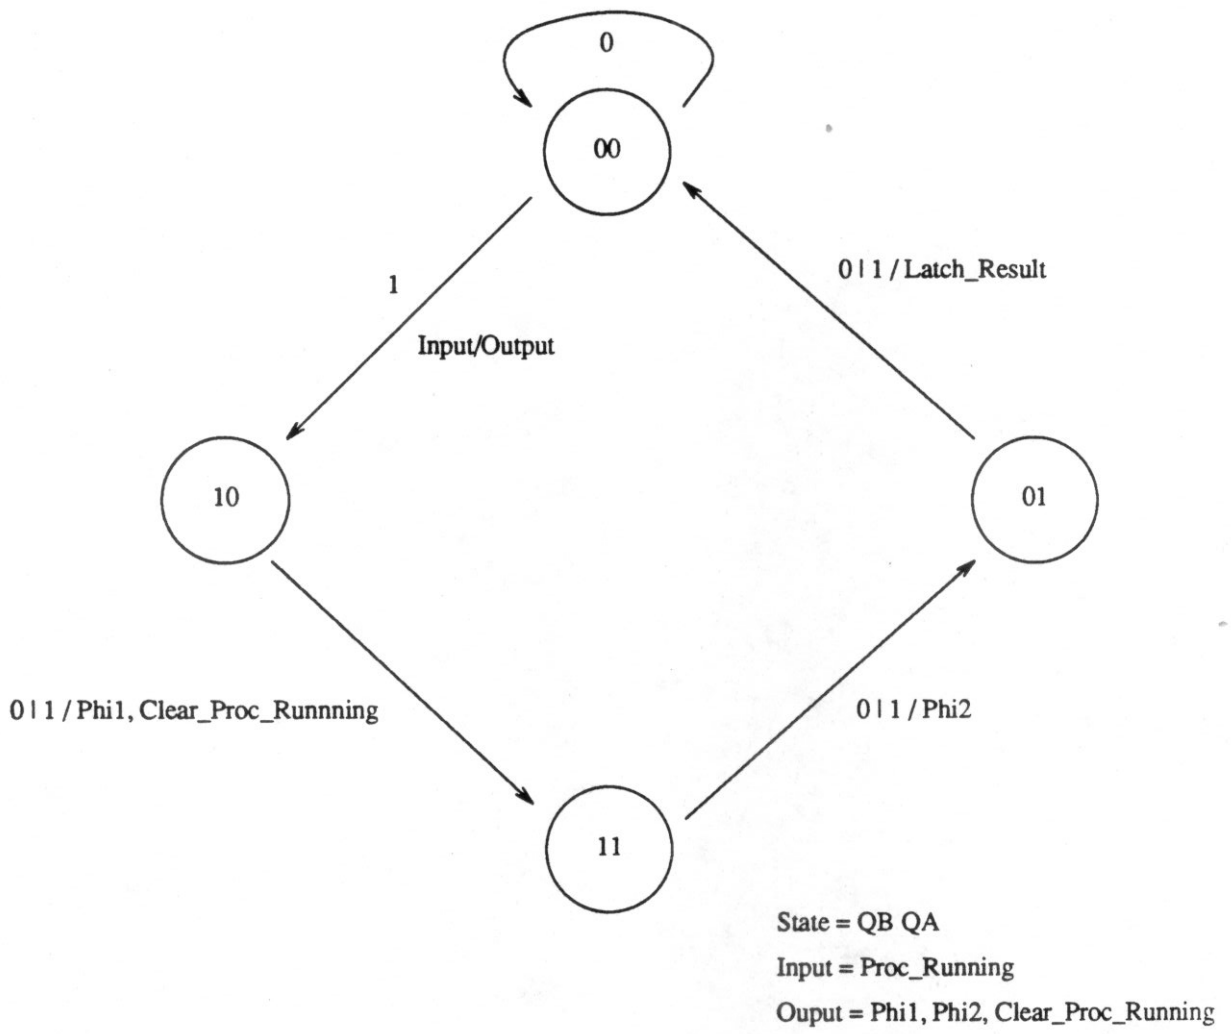 0
00
0 | 1 / Latch_Result
1
Input/Output
10
01
0 | 1 / Phi1, Clear_Proc_Runnning
0 | 1 / Phi2
11
State = QB QA
Input = Proc_Running
Ouput = Phi1, Phi2, Clear_Proc_Running